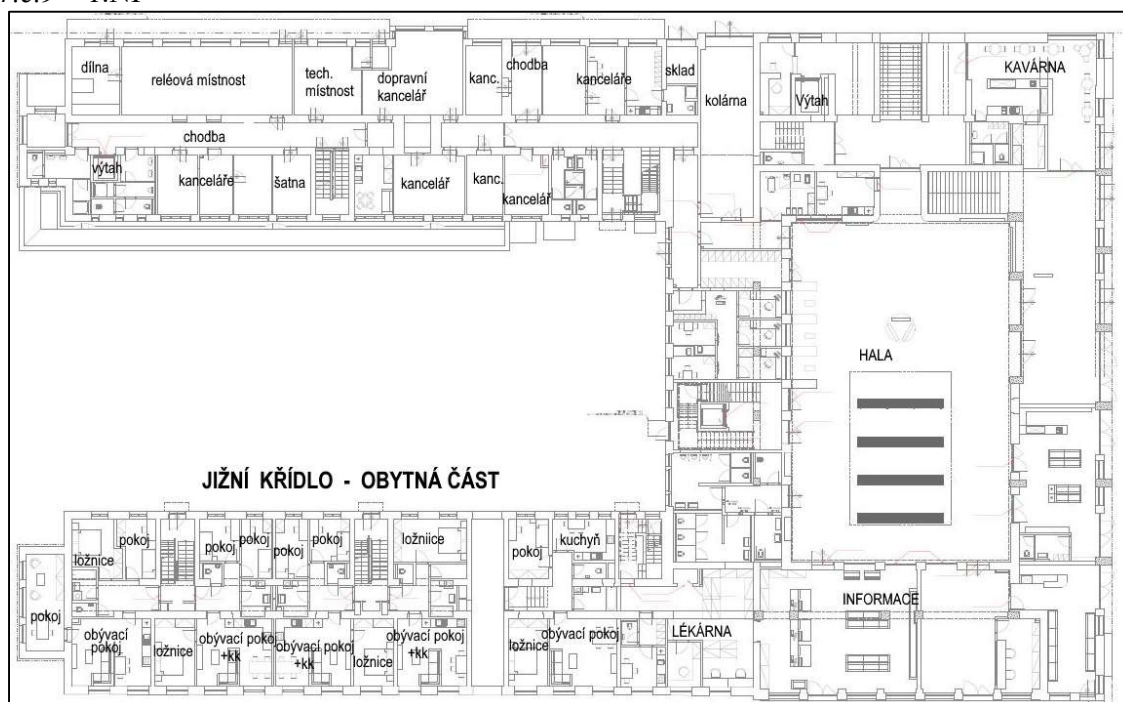 dílna
reléová místnost
tech.
místnost
dopravní
kancelář
kanc.
chodba
kanceláře
sklad
kolárna
Výtah
KAVÁRNA
chodba
výtah
kanceláře
šatna
kancelář
kanc.
kancelář
HALA
JIŽNÍ KŘÍDLO - OBYTNÁ ČÁST
ložnice
pokoj
pokoj
pokoj
pokoj
pokoj
ložniice
pokoj
kuchyň
pokoj
obývací
pokoj
ložnice
obývací pokoj
+kk
obývací pokoj
+kk
ložnice
obývací pokoj
+kk
ložnice
obývací pokoj
LÉKÁRNA
INFORMACE